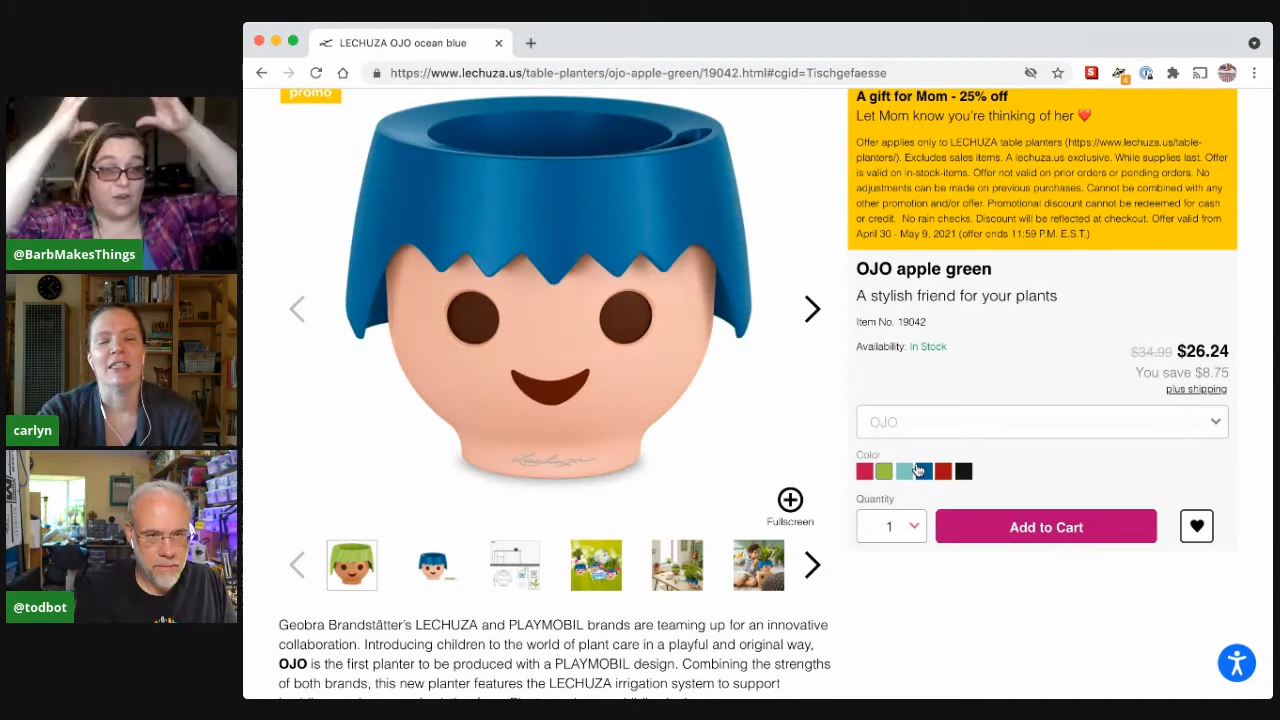 LECHUZA OJO ocean blue
https://www.lechuza.us/table-planters/ojo-apple-green/19042.html#cgid=Tischgefaesse
promo
Lechuza
Fullscreen
A gift for Mom - 25% off
Let Mom know you're thinking of her ❤️
Offer applies only to LECHUZA table planters (https://www.lechuza.us/table-
planters/). Excludes sales items. A lechuza.us exclusive. While supplies last. Offer
is valid on in-stock-items. Offer not valid on prior orders or pending orders. No
adjustments can be made on previous purchases. Cannot be combined with any
other promotion and/or offer. Promotional discount cannot be redeemed for cash
or credit. No rain checks. Discount will be reflected at checkout. Offer valid from
April 30 - May 9, 2021 (offer ends 11:59 P.M. E.S.T.)
OJO apple green
A stylish friend for your plants
Item No. 19042
Availability: In Stock
$34.99 $26.24
You save $8.75
plus shipping
OJO
Color
Quantity
1
Add to Cart
Geobra Brandstätter's LECHUZA and PLAYMOBIL brands are teaming up for an innovative
collaboration. Introducing children to the world of plant care in a playful and original way,
OJO is the first planter to be produced with a PLAYMOBIL design. Combining the strengths
of both brands, this new planter features the LECHUZA irrigation system to support
@BarbMakesThings
carlyn
@todbot